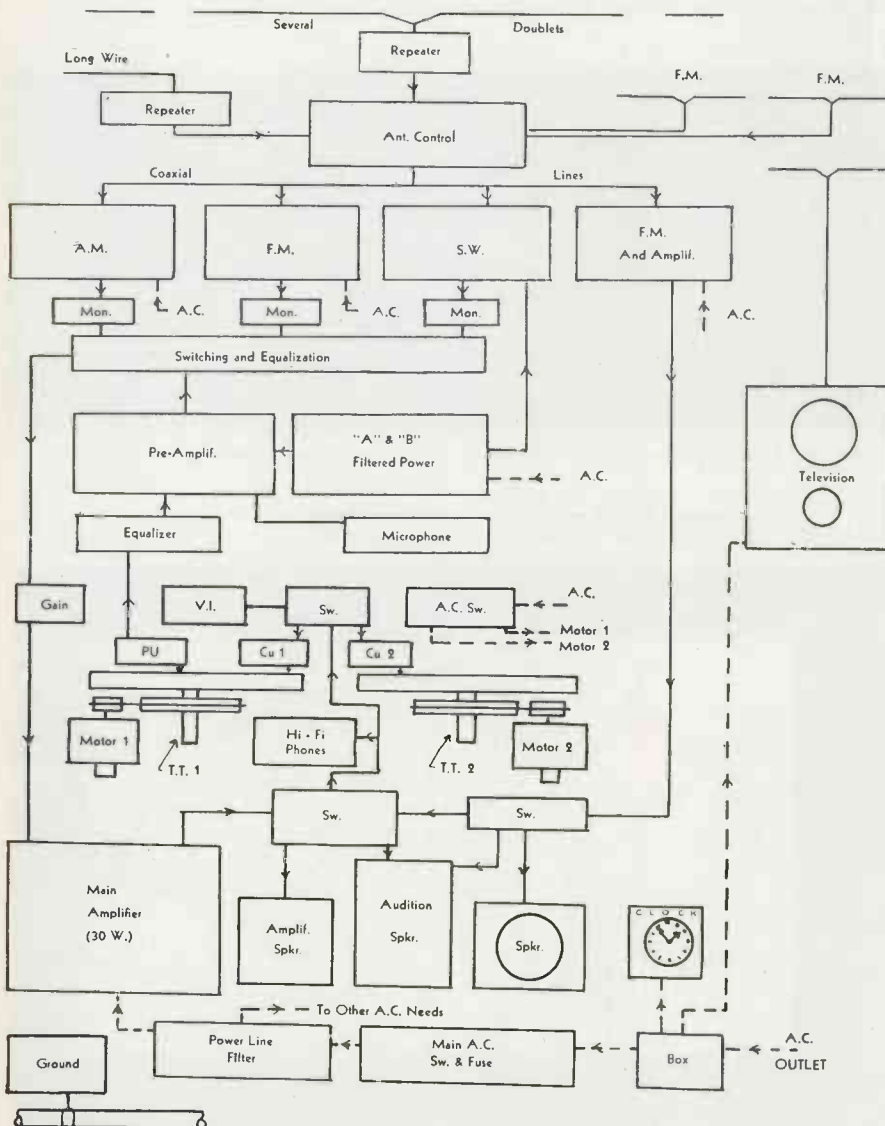 Several
Doublets
Repeater
Long Wire
F.M.
F.M.
Repeater
Ant. Control
Coaxial
Lines
A.M.
F.M.
S.W.
F.M.
And Amplif.
Mon.
A.C.
Mon.
A.C.
Mon.
A.C.
Switching and Equalization
Pre-Amplif.
"A" & "B"
Filtered Power
A.C.
Television
Equalizer
Microphone
Gain
V.I.
Sw.
A.C. Sw.
A.C.
Motor 1
Motor 2
PU
Cu 1
Cu 2
Motor 1
T.T. 1
Hi - Fi
Phones
T.T. 2
Motor 2
Sw.
Sw.
Main
Amplifier
(30 W.)
Amplif.
Spkr.
Audition
Spkr.
Spkr.
CLOCK
To Other A.C. Needs
Power Line
Filter
Main A.C.
Sw. & Fuse
Box
A.C.
OUTLET
Ground